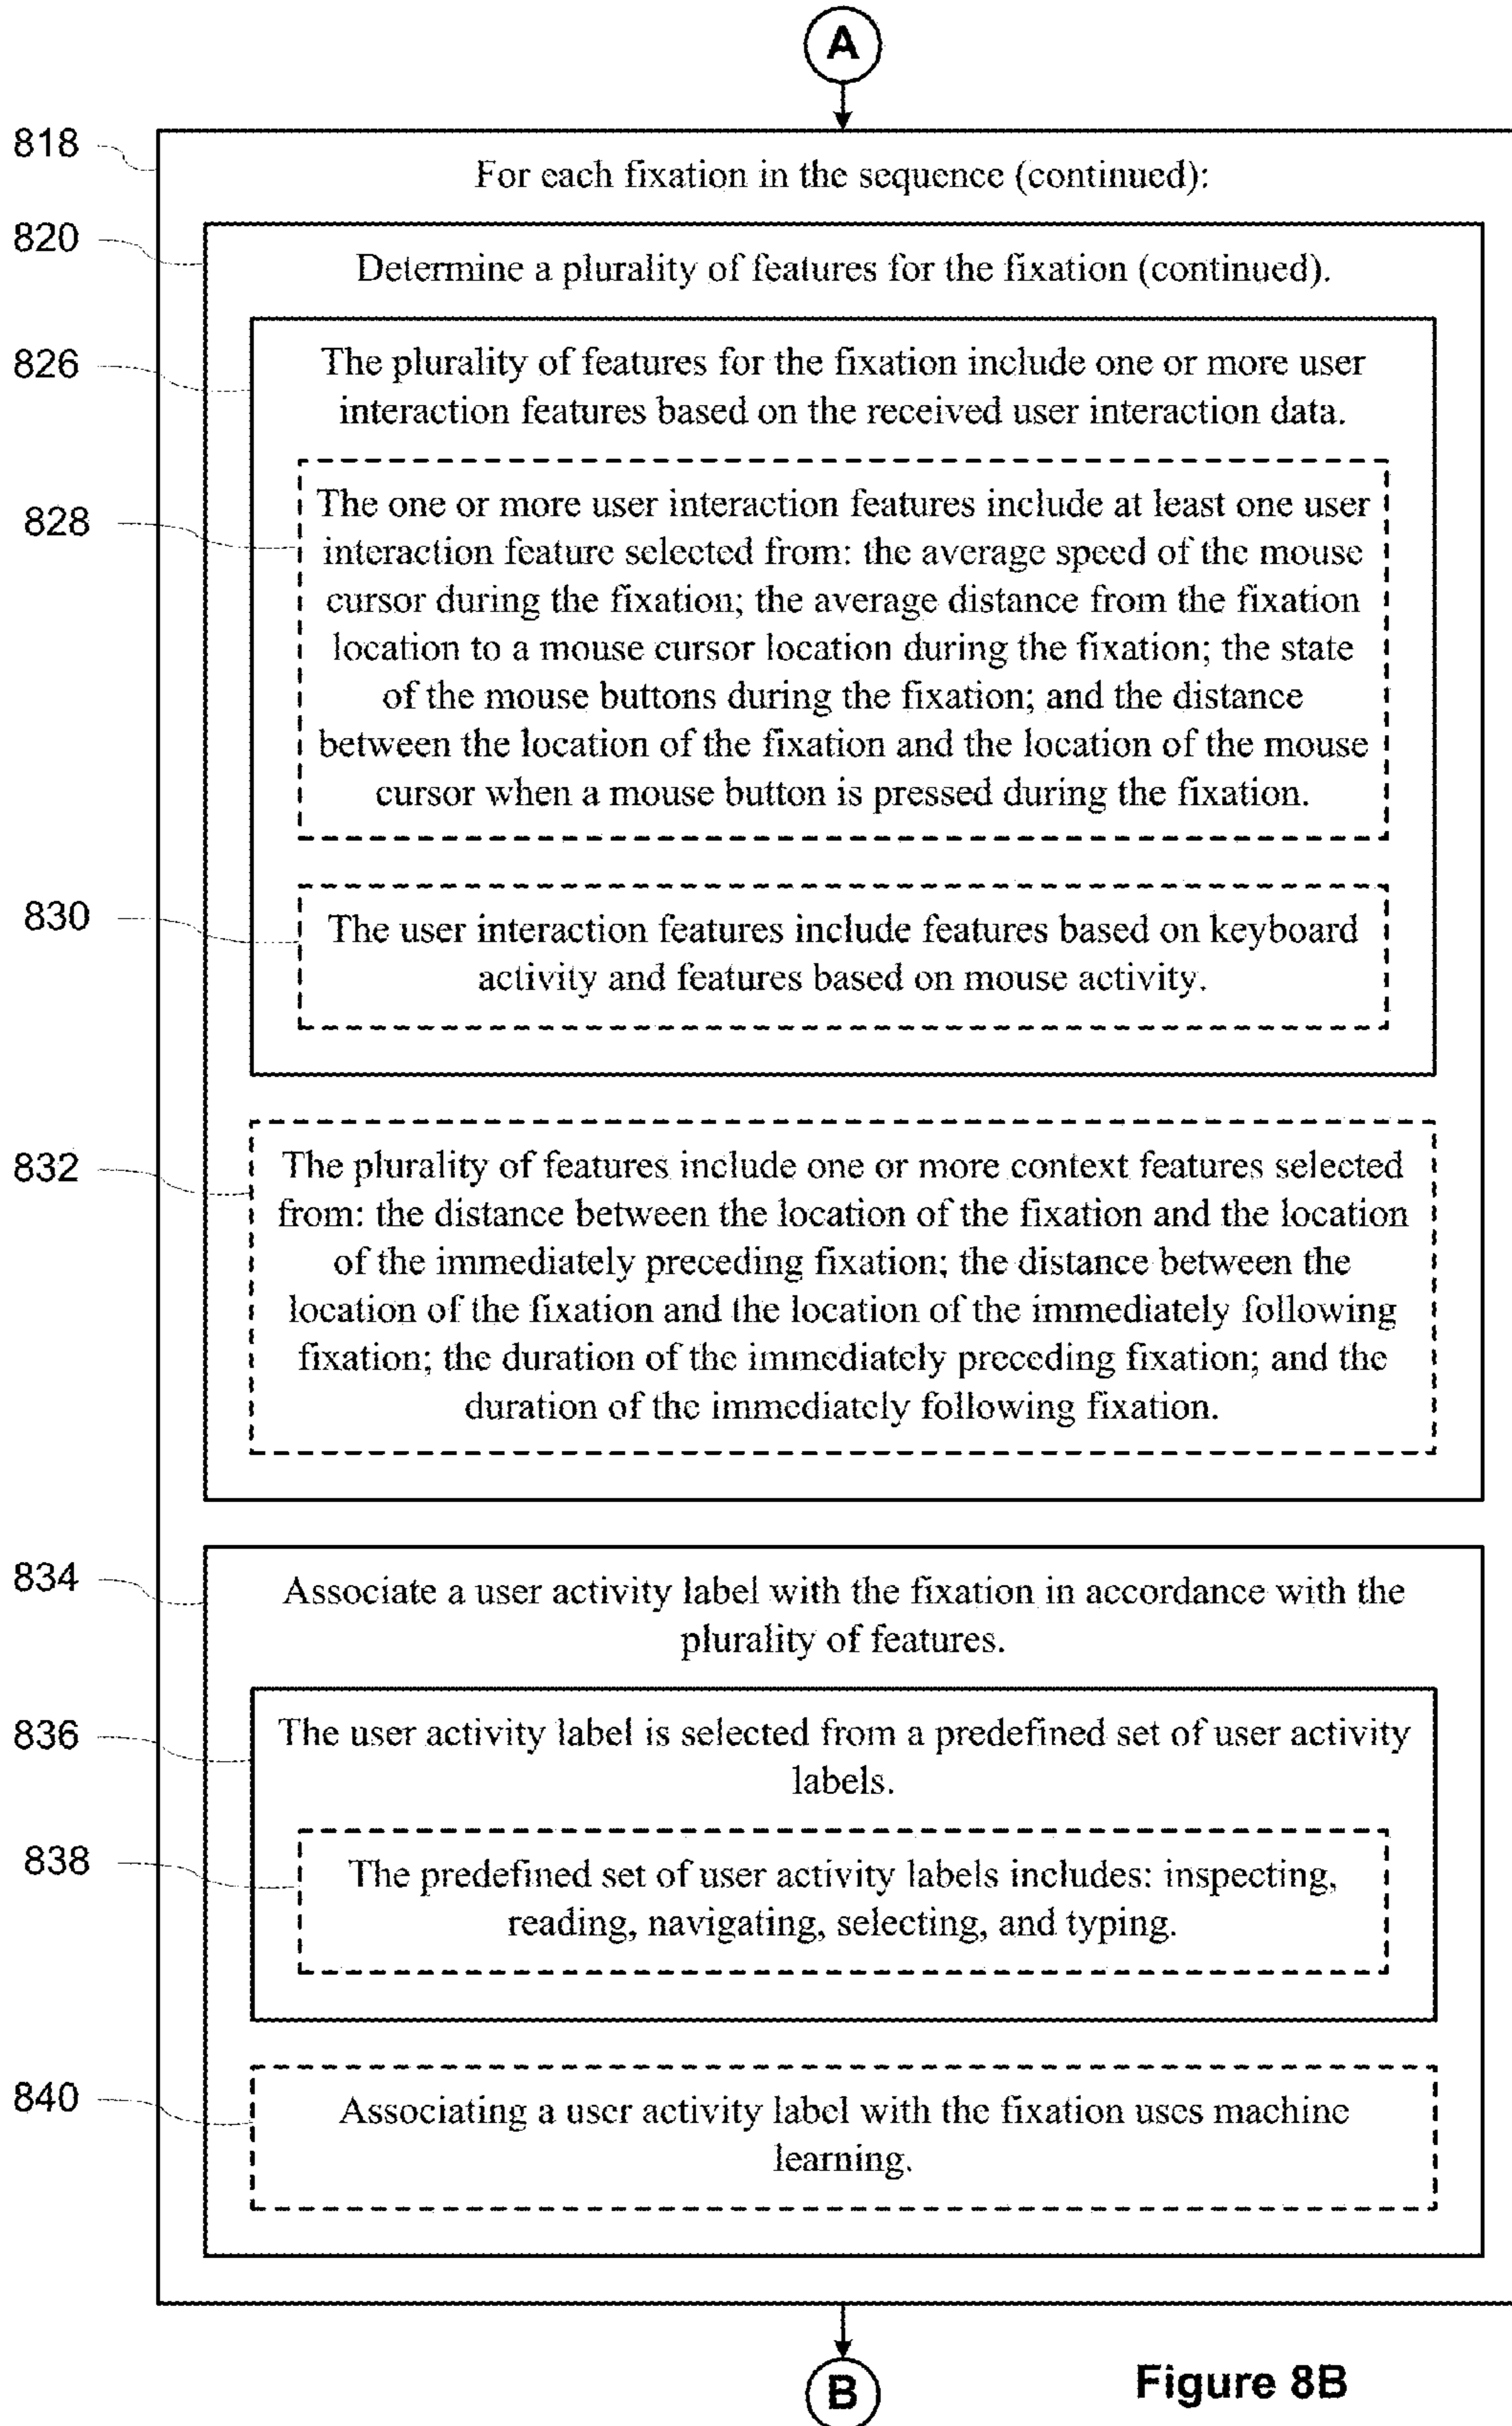 A
818
For each fixation in the sequence (continued):
820
Determine a plurality of features for the fixation (continued).
826
The plurality of features for the fixation include one or more user
interaction features based on the received user interaction data.
828
The one or more user interaction features include at least one user
interaction feature selected from: the average speed of the mouse
cursor during the fixation; the average distance from the fixation
location to a mouse cursor location during the fixation; the state
of the mouse buttons during the fixation; and the distance
between the location of the fixation and the location of the mouse
cursor when a mouse button is pressed during the fixation.
830
The user interaction features include features based on keyboard
activity and features based on mouse activity.
832
The plurality of features include one or more context features selected
from: the distance between the location of the fixation and the location
of the immediately preceding fixation; the distance between the
location of the fixation and the location of the immediately following
fixation; the duration of the immediately preceding fixation; and the
duration of the immediately following fixation.
834
Associate a user activity label with the fixation in accordance with the
plurality of features.
836
The user activity label is selected from a predefined set of user activity
labels.
838
The predefined set of user activity labels includes: inspecting,
reading, navigating, selecting, and typing.
840
Associating a user activity label with the fixation uses machine
learning.
B
Figure 8B